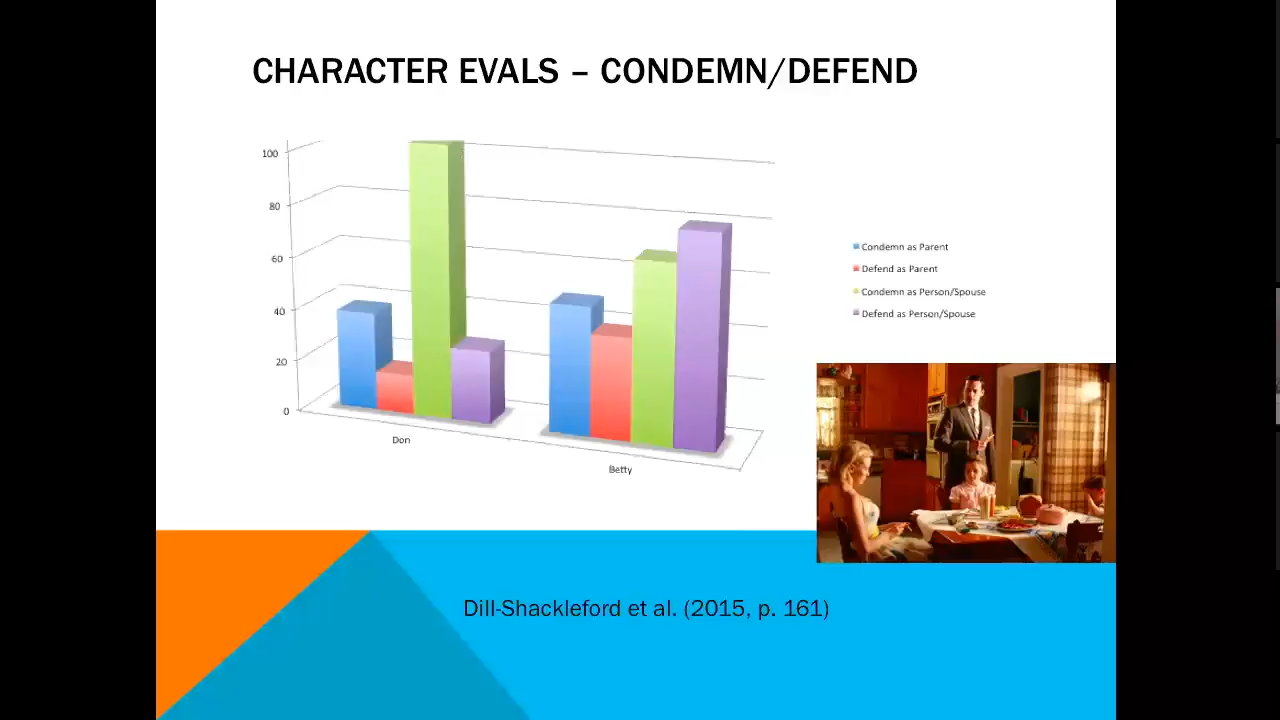 CHARACTER EVALS – CONDEMN/DEFEND
100
80
60
40
20
0
Don
Betty
Condemn as Parent
Defend as Parent
Condemn as Person/Spouse
Defend as Person/Spouse
Dill-Shackleford et al. (2015, p. 161)